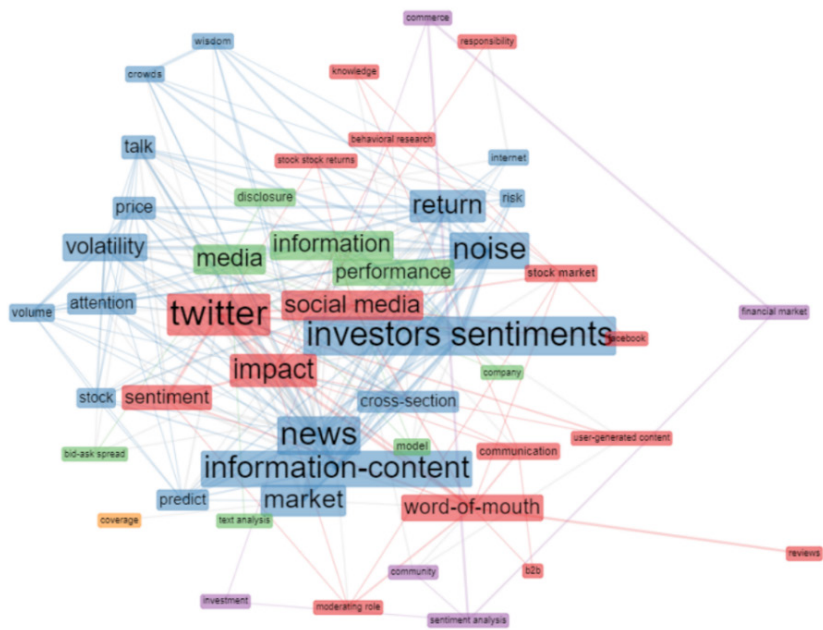 commerce
wisdom
responsibility
crowds
knowledge
behavioral research
talk
stock stock returns
internet
disclosure
risk
price
return
information
volatility
noise
media
performance
stock market
attention
social media
volume
twitter
financial market
investors sentiments
facebook
impact
company
stock
sentiment
cross-section
news
user-generated content
model
communication
bid-ask spread
information-content
predict
market
word-of-mouth
coverage
text analysis
reviews
community
b2b
investment
moderating role
sentiment analysis